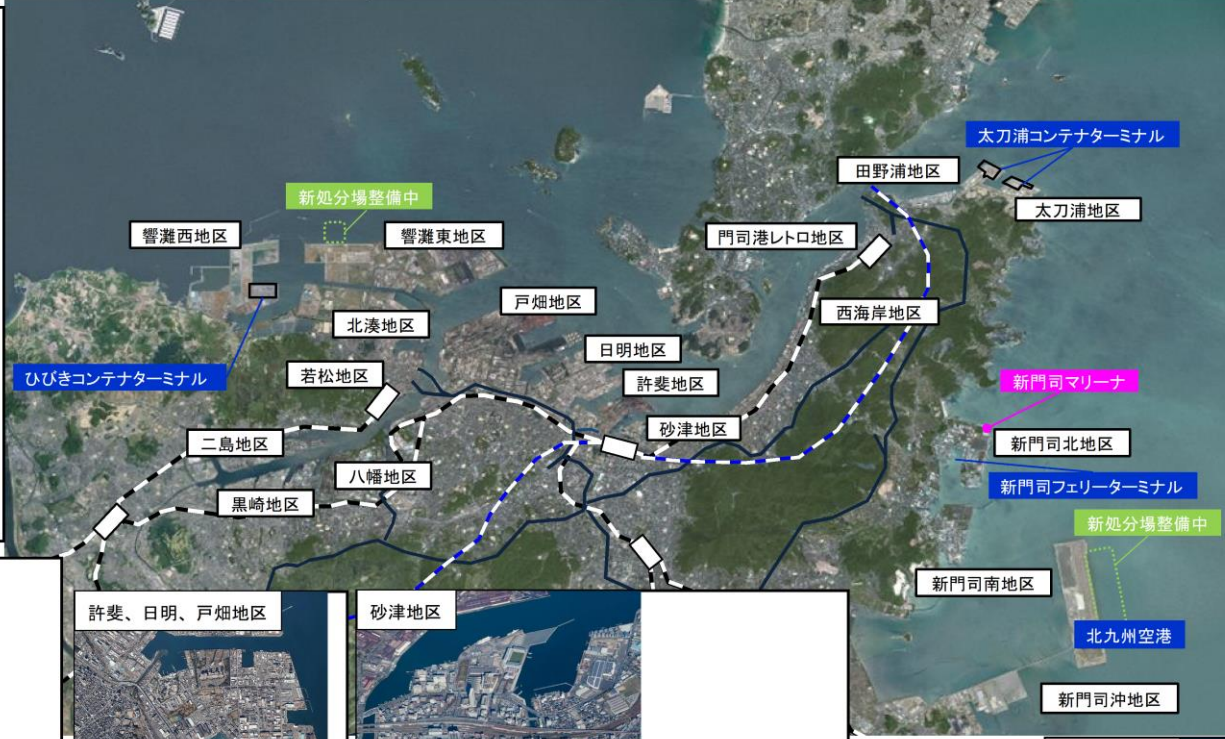 太刀浦コンテナターミナル
田野浦地区
新処分場整備中
太刀浦地区
響灘西地区
響灘東地区
門司港レトロ地区
戸畑地区
西海岸地区
北湊地区
日明地区
ひびきコンテナターミナル
若松地区
許斐地区
新門司マリーナ
砂津地区
新門司北地区
二島地区
八幡地区
新門司フェリーターミナル
黒崎地区
新処分場整備中
新門司南地区
許斐、日明、戸畑地区
砂津地区
北九州空港
新門司沖地区